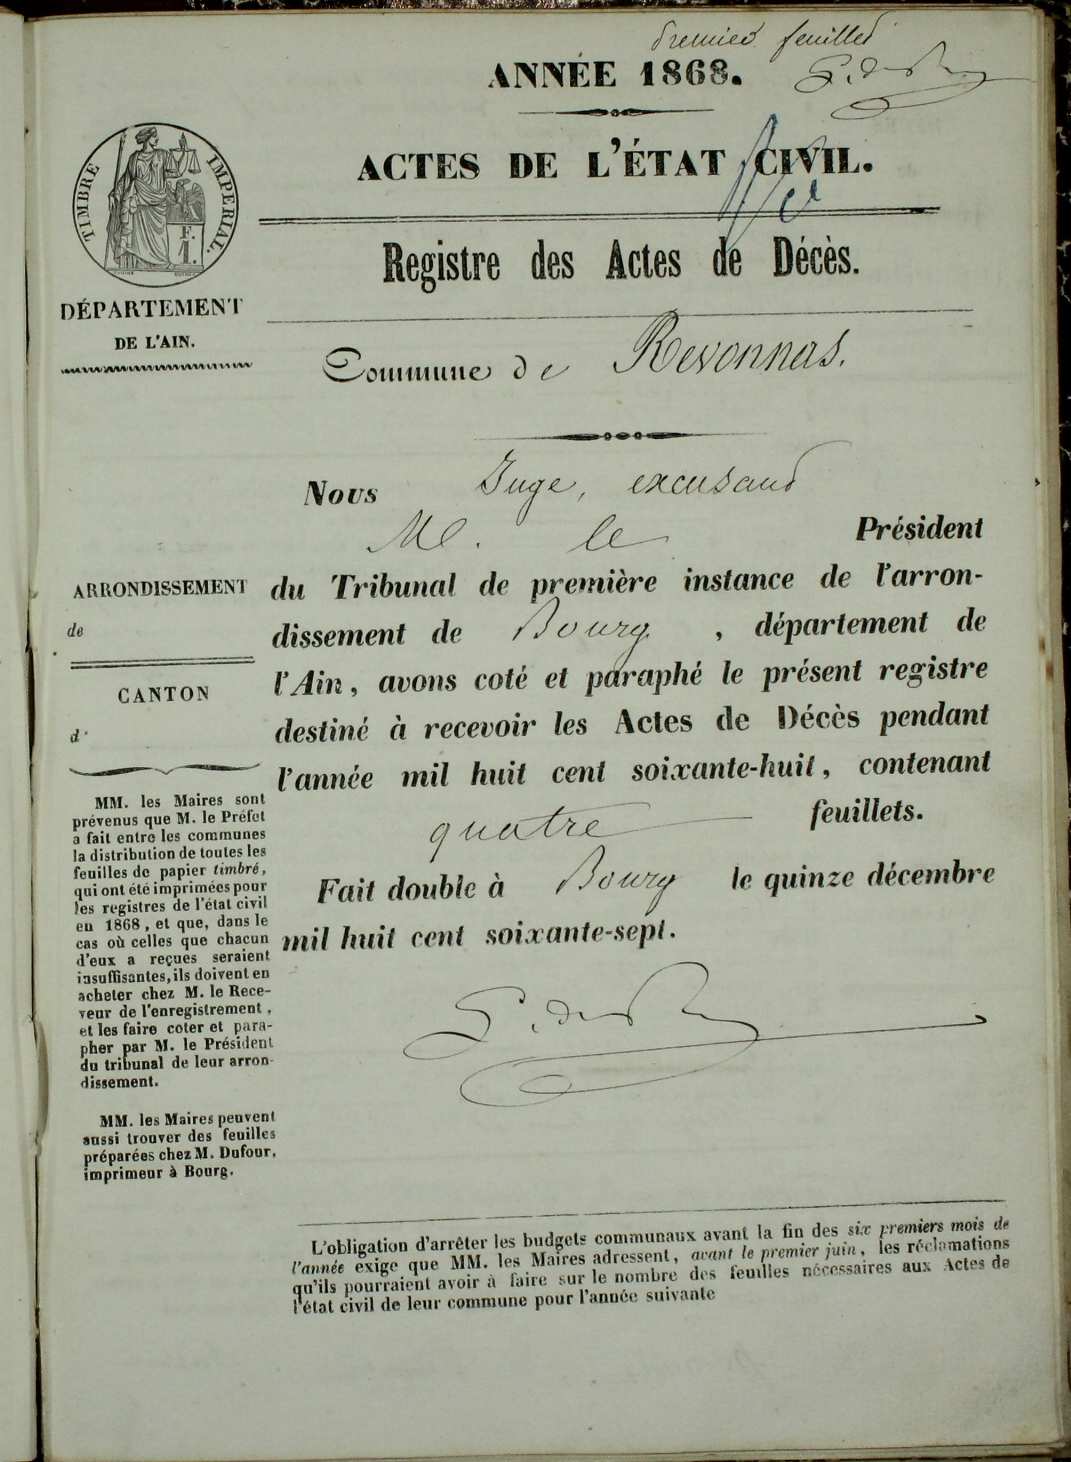 premier feuillet
ANNÉE 1868.
ACTES DE L'ÉTAT CIVIL.
TIMBRE IMPERIAL.
F.
1.
Registre des Actes de Décès.
DÉPARTEMENT
DE L'AIN.
Commune de Revonnas.
Nous Juge, excusant
M. le Président
du Tribunal de première instance de l'arron-
dissement de Bourg, département de
l'Ain, avons coté et paraphé le présent registre
destiné à recevoir les Actes de Décès pendant
l'année mil huit cent soixante-huit, contenant
quatre feuillets.
Fait double à Bourg le quinze décembre
mil huit cent soixante-sept.
ARRONDISSEMENT
de
CANTON
d'
MM. les Maires sont
prévenus que M. le Préfet
a fait entre les communes
la distribution de toutes les
feuilles de papier timbré,
qui ont été imprimées pour
les registres de l'état civil
en 1868, et que, dans le
cas où celles que chacun
d'eux a reçues seraient
insuffisantes, ils doivent en
acheter chez M. le Rece-
veur de l'enregistrement,
et les faire coter et para-
pher par M. le Président
du tribunal de leur arron-
dissement.
MM. les Maires peuvent
aussi trouver des feuilles
préparées chez M. Dufour,
imprimeur à Bourg.
L'obligation d'arrêter les budgets communaux avant la fin des six premiers mois de
l'année exige que MM. les Maires adressent, avant le premier juin, les réclamations
qu'ils pourraient avoir à faire sur le nombre des feuilles nécessaires aux Actes de
l'état civil de leur commune pour l'année suivante